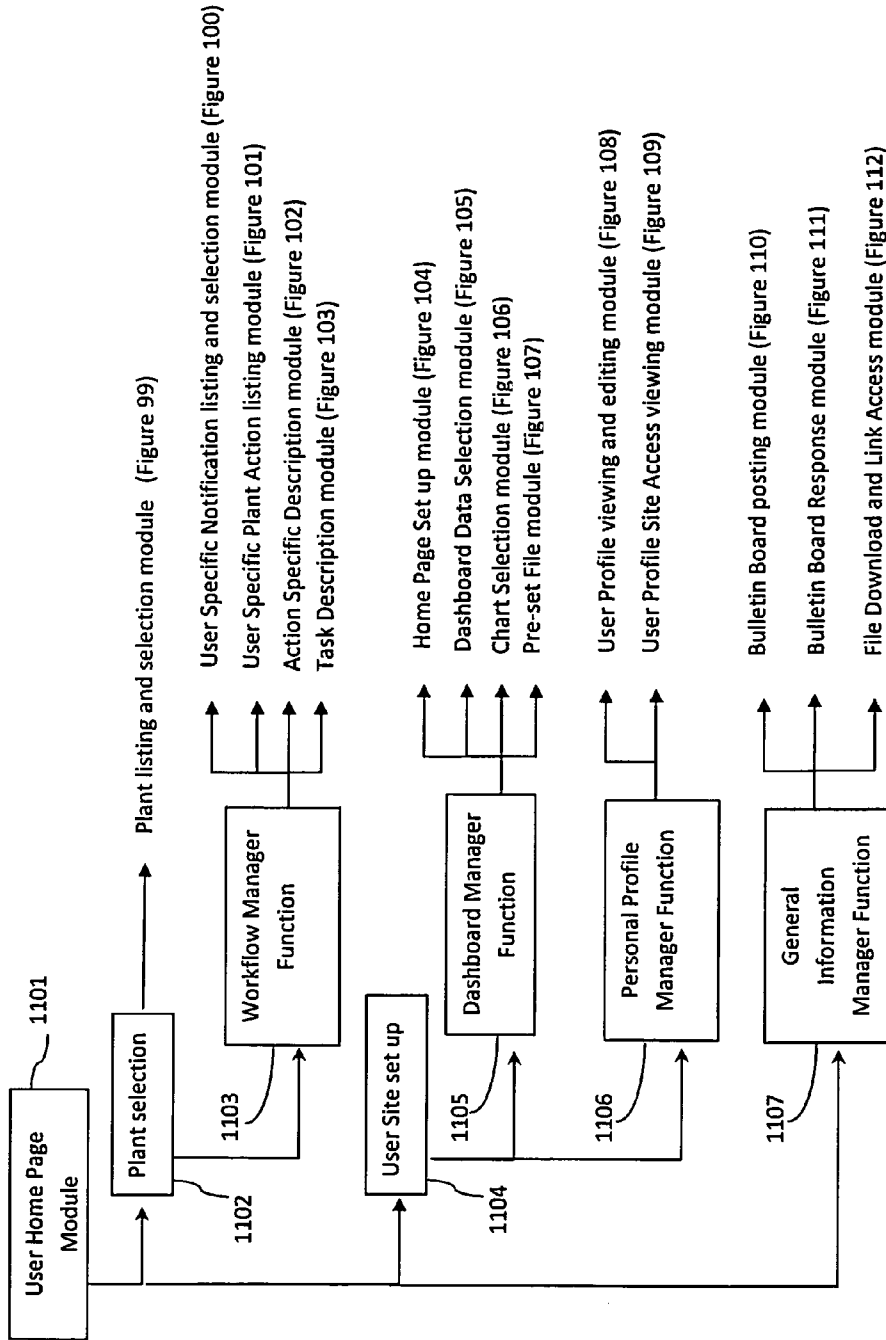 User Home Page
Module
1101
Plant selection
1102
Plant listing and selection module (Figure 99)
Workflow Manager
Function
1103
User Specific Notification listing and selection module (Figure 100)
User Specific Plant Action listing module (Figure 101)
Action Specific Description module (Figure 102)
Task Description module (Figure 103)
User Site set up
1104
Dashboard Manager
Function
1105
Home Page Set up module (Figure 104)
Dashboard Data Selection module (Figure 105)
Chart Selection module (Figure 106)
Pre-set File module (Figure 107)
Personal Profile
Manager Function
1106
User Profile viewing and editing module (Figure 108)
User Profile Site Access viewing module (Figure 109)
General
Information
Manager Function
1107
Bulletin Board posting module (Figure 110)
Bulletin Board Response module (Figure 111)
File Download and Link Access module (Figure 112)